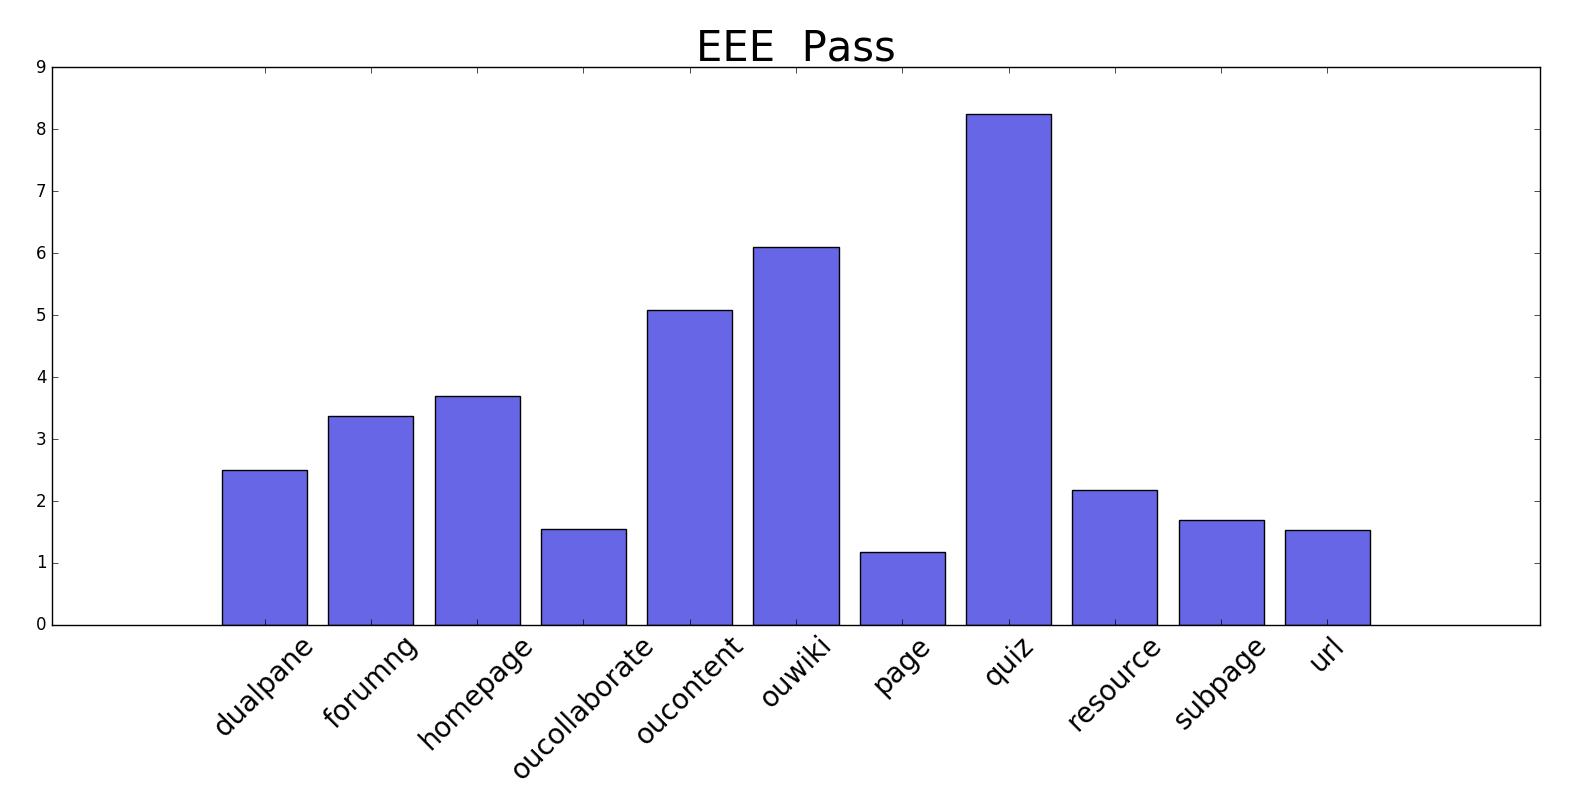 EEE Pass
9
8
7
6
5
4
3
2
1
0
dualpane
forumng
homepage
oucollaborate
oucontent
ouwiki
page
quiz
resource
subpage
url